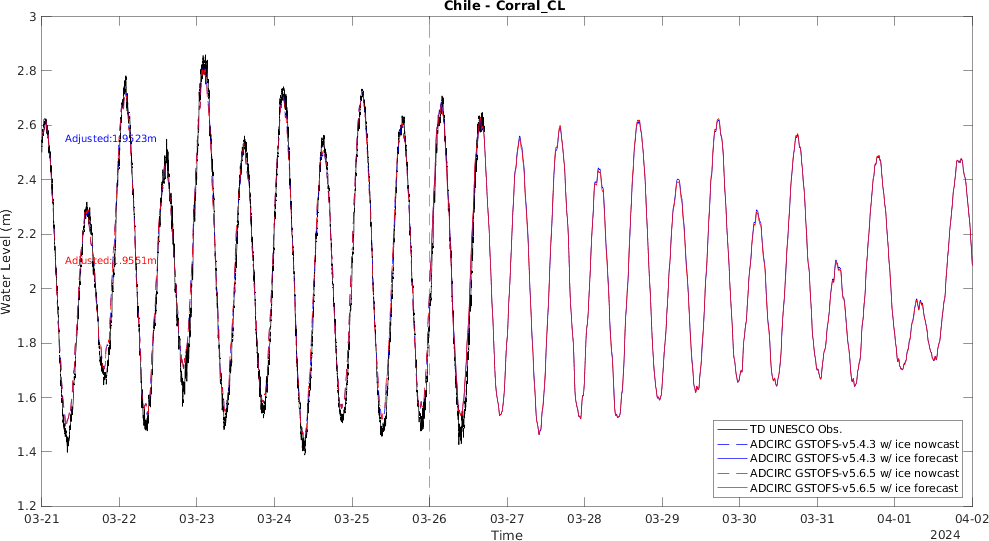 Chile - Corral_CL
3
2.8
2.6
2.4
2.2
2
1.8
1.6
1.4
1.2
Water Level (m)
Adjusted:1.9523m
Adjusted:1.9551m
TD UNESCO Obs.
ADCIRC GSTOFS-v5.4.3 w/ ice nowcast
ADCIRC GSTOFS-v5.4.3 w/ ice forecast
ADCIRC GSTOFS-v5.6.5 w/ ice nowcast
ADCIRC GSTOFS-v5.6.5 w/ ice forecast
03-21 03-22 03-23 03-24 03-25 03-26 03-27 03-28 03-29 03-30 03-31 04-01 04-02
Time
2024